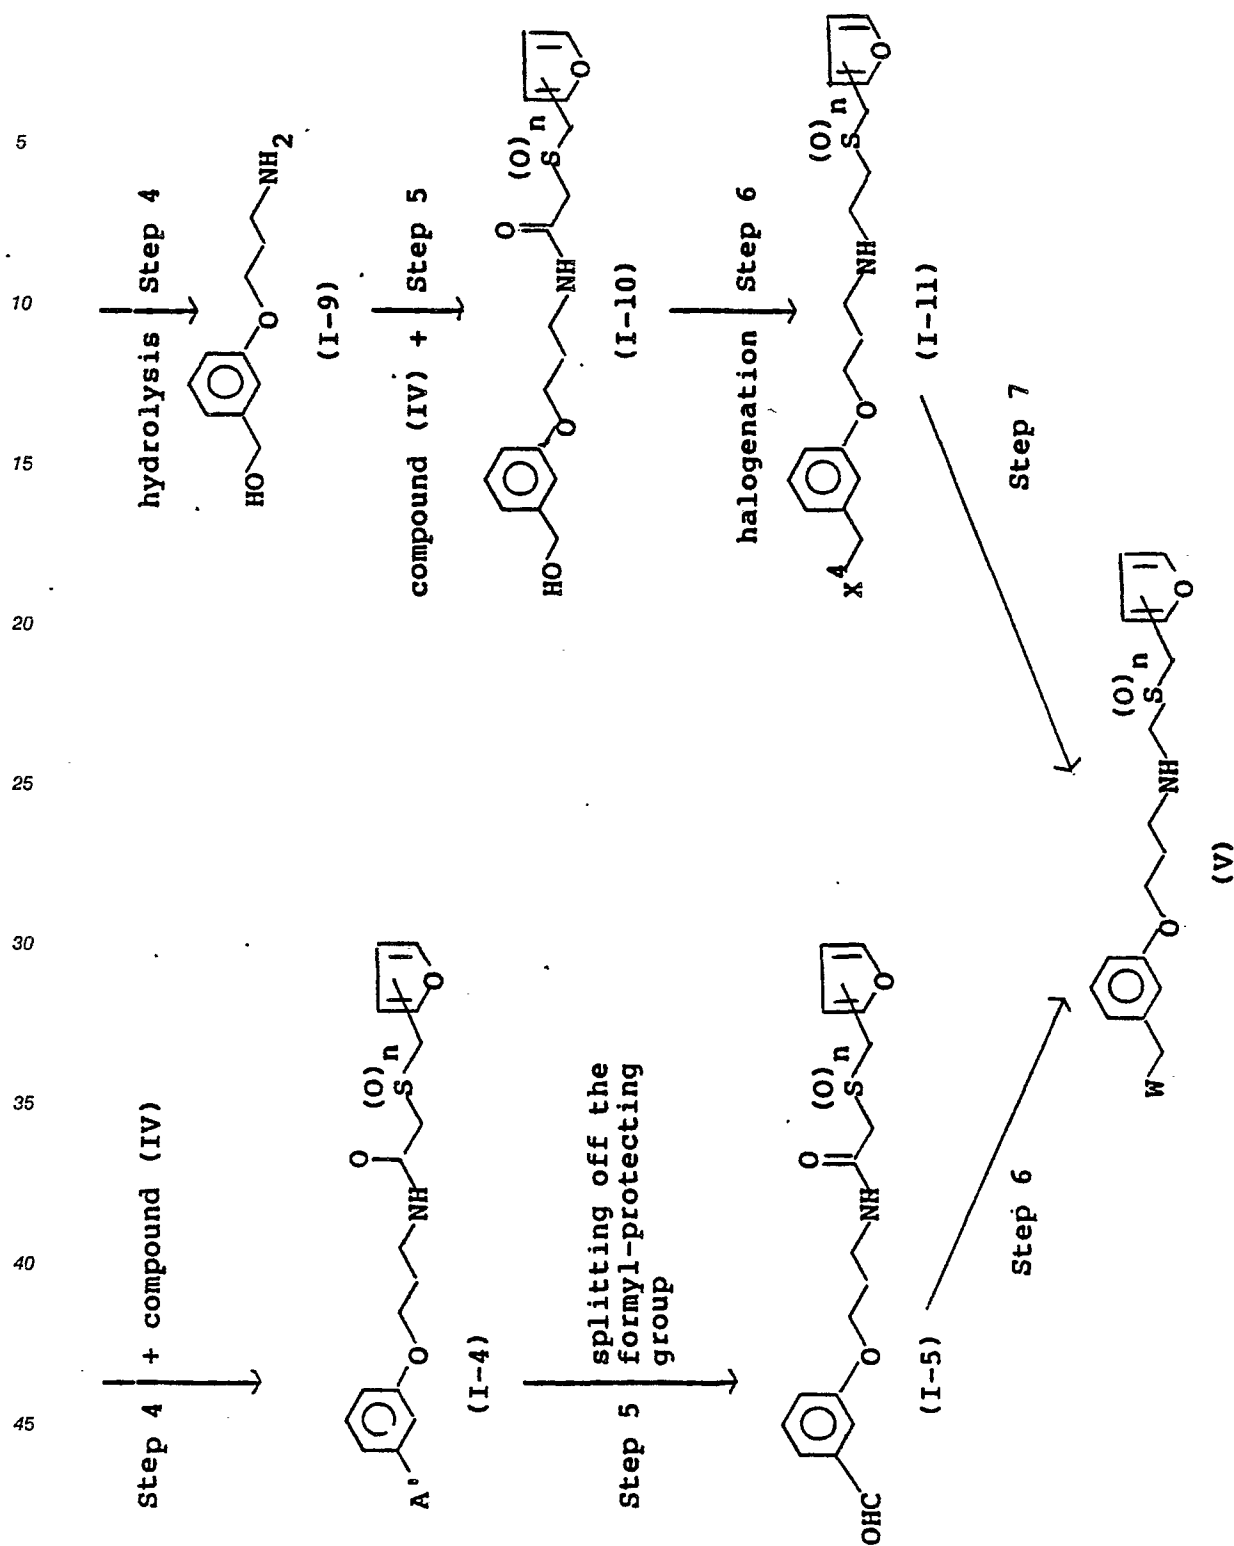 5
10
15
20
25
30
35
40
45
Step 4 + compound (IV)
A' O NH O (O)n S O
(I-4)
Step 5 splitting off the
formyl-protecting
group
OHC O NH O (O)n S O
(I-5)
Step 6
hydrolysis Step 4
HO O NH2
(I-9)
compound (IV) + Step 5
HO O NH O (O)n S O
(I-10)
halogenation Step 6
X4 O NH (O)n S O
(I-11)
Step 7
W O NH (O)n S O
(V)